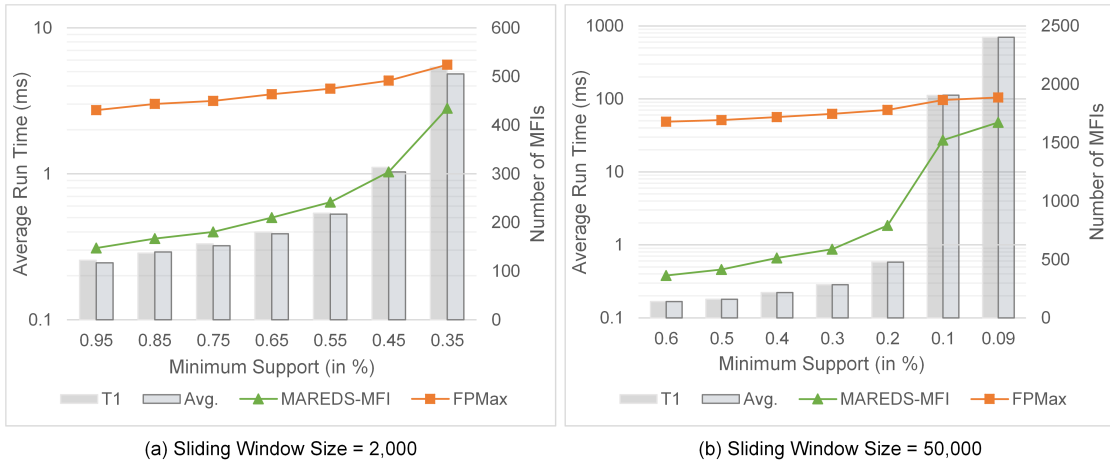 10
1
0.1
Average Run Time (ms)
600
500
400
300
200
100
0
Number of MFIs
0.95 0.85 0.75 0.65 0.55 0.45 0.35
Minimum Support (in %)
T1 Avg. MAREDS-MFI FPMax
(a) Sliding Window Size = 2,000
1000
100
10
1
0.1
Average Run Time (ms)
2500
2000
1500
1000
500
0
Number of MFIs
0.6 0.5 0.4 0.3 0.2 0.1 0.09
Minimum Support (in %)
T1 Avg. MAREDS-MFI FPMax
(b) Sliding Window Size = 50,000